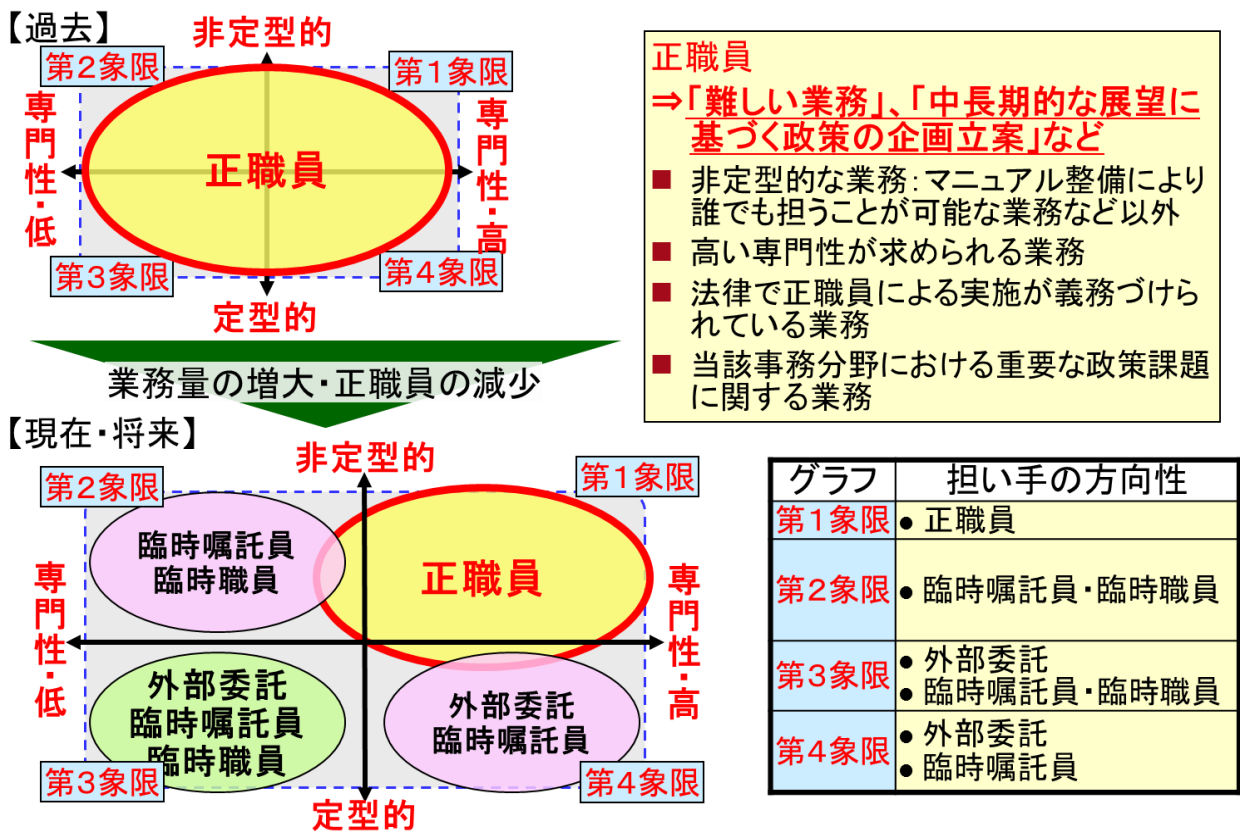 【過去】
非定型的
第2象限
第1象限
専門性・低
専門性・高
正職員
第3象限
第4象限
定型的
正職員
⇒「難しい業務」、「中長期的な展望に
基づく政策の企画立案」など
■ 非定型的な業務：マニュアル整備により
誰でも担うことが可能な業務など以外
■ 高い専門性が求められる業務
■ 法律で正職員による実施が義務づけら
れている業務
■ 当該事務分野における重要な政策課題
に関する業務
業務量の増大・正職員の減少
【現在・将来】
非定型的
第2象限
第1象限
臨時嘱託員
臨時職員
正職員
専門性・低
専門性・高
外部委託
臨時嘱託員
臨時職員
外部委託
臨時嘱託員
第3象限
第4象限
定型的
グラフ 担い手の方向性
第1象限 ● 正職員
第2象限 ● 臨時嘱託員・臨時職員
第3象限 ● 外部委託
● 臨時嘱託員・臨時職員
第4象限 ● 外部委託
● 臨時嘱託員